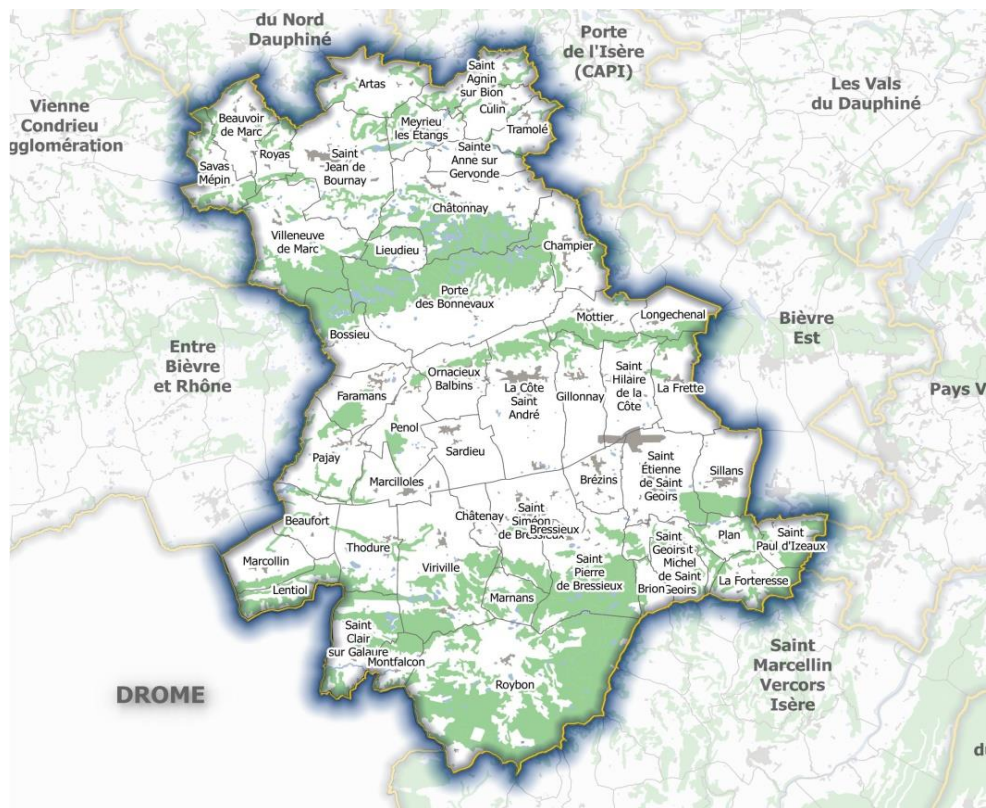 du Nord
Dauphiné
Porte
de l'Isère
(CAPI)
Les Vals
du Dauphiné
Vienne
Condrieu
gglomération
Saint
Agnin
sur Bion
Artas
Culin
Beauvoir
de Marc
Meyrieu
les Étangs
Tramolé
Royas
Saint
Jean de
Bournay
Sainte
Anne sur
Gervonde
Savas
Mépin
Châtonnay
Villeneuve
de Marc
Lieudieu
Champier
Porte
des Bonnevaux
Bossieu
Mottier
Longechenal
Bièvre
Est
Entre
Bièvre
et Rhône
Pays V
Ornacieux
Balbins
La Côte
Saint
André
Gillonnay
Saint
Hilaire
de la
Côte
La Frette
Faramans
Penol
Sardieu
Pajay
Marcilloles
Brézins
Saint
Étienne
de Saint
Geoirs
Sillans
Beaufort
Thodure
Châtenay
Saint
Siméon
de Bressieux
Bressieux
Marcollin
Lentiol
Viriville
Marnans
Saint
Pierre
de Bressieux
Saint
Geoirs
t
Michel
de Saint
Geoirs
Brion
Plan
Saint
Paul d'Izeaux
La Forteresse
Saint
Clair
sur Galaure
Montfalcon
Roybon
Saint
Marcellin
Vercors
Isère
DROME
d